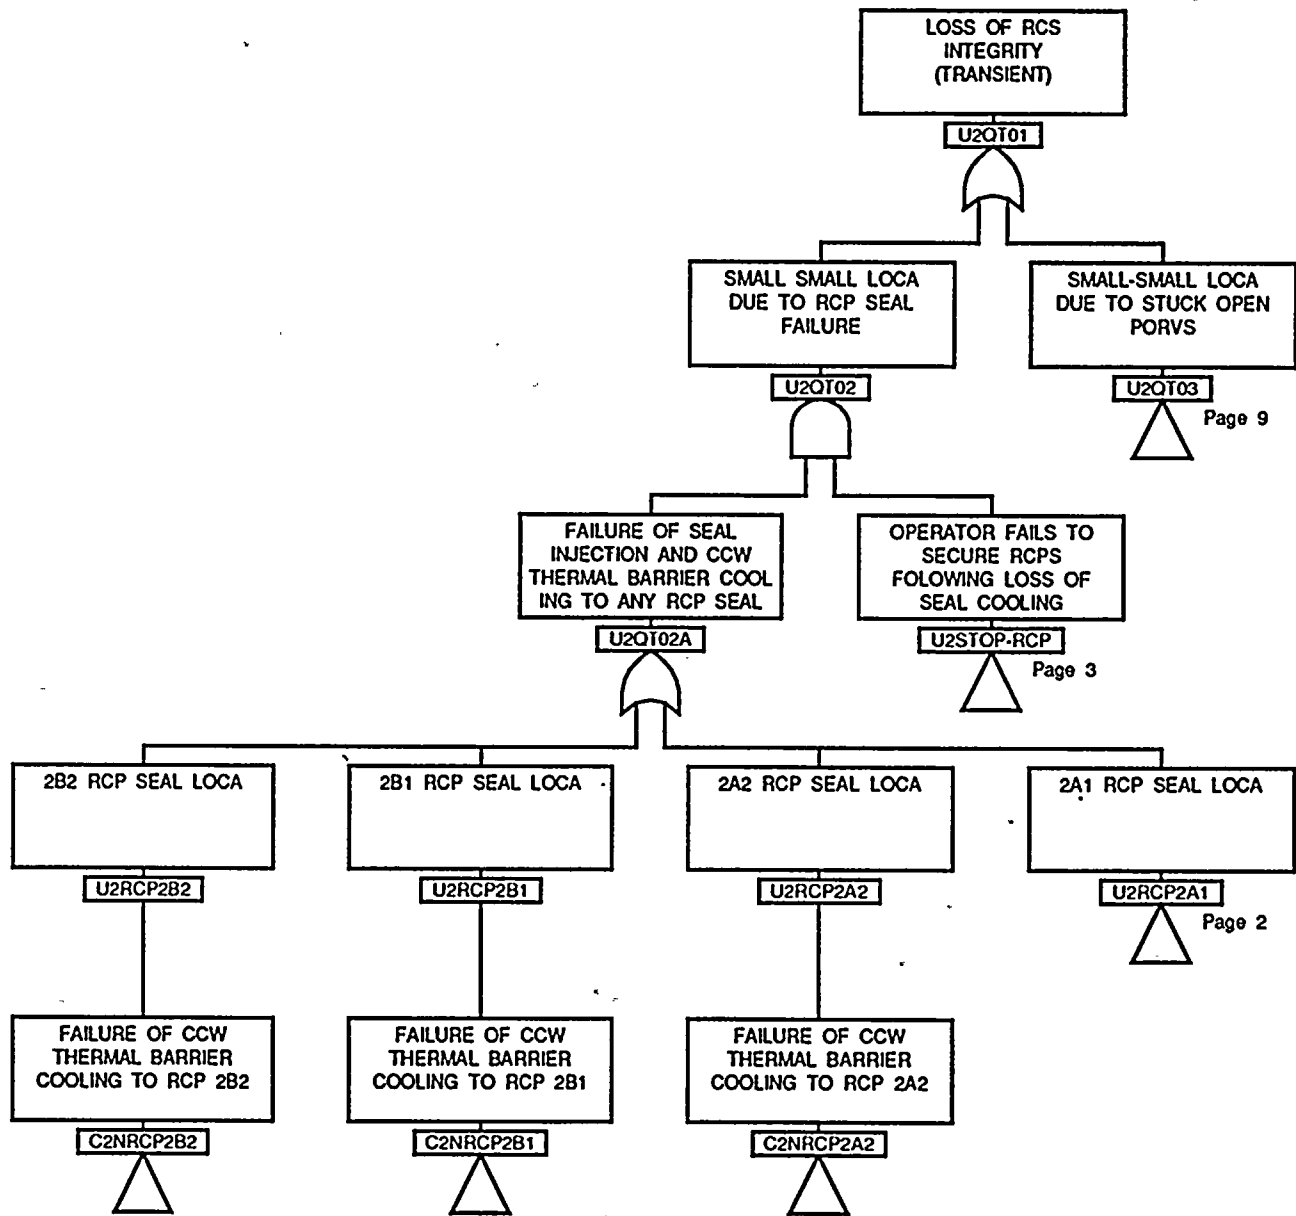 LOSS OF RCS
INTEGRITY
(TRANSIENT)
U2QT01
SMALL SMALL LOCA
DUE TO RCP SEAL
FAILURE
U2QT02
SMALL-SMALL LOCA
DUE TO STUCK OPEN
PORVS
U2QT03
Page 9
FAILURE OF SEAL
INJECTION AND CCW
THERMAL BARRIER COOL
ING TO ANY RCP SEAL
U2QT02A
OPERATOR FAILS TO
SECURE RCPS
FOLOWING LOSS OF
SEAL COOLING
U2STOP-RCP
Page 3
2B2 RCP SEAL LOCA
U2RCP2B2
2B1 RCP SEAL LOCA
U2RCP2B1
2A2 RCP SEAL LOCA
U2RCP2A2
2A1 RCP SEAL LOCA
U2RCP2A1
Page 2
FAILURE OF CCW
THERMAL BARRIER
COOLING TO RCP 2B2
C2NRCP2B2
FAILURE OF CCW
THERMAL BARRIER
COOLING TO RCP 2B1
C2NRCP2B1
FAILURE OF CCW
THERMAL BARRIER
COOLING TO RCP 2A2
C2NRCP2A2